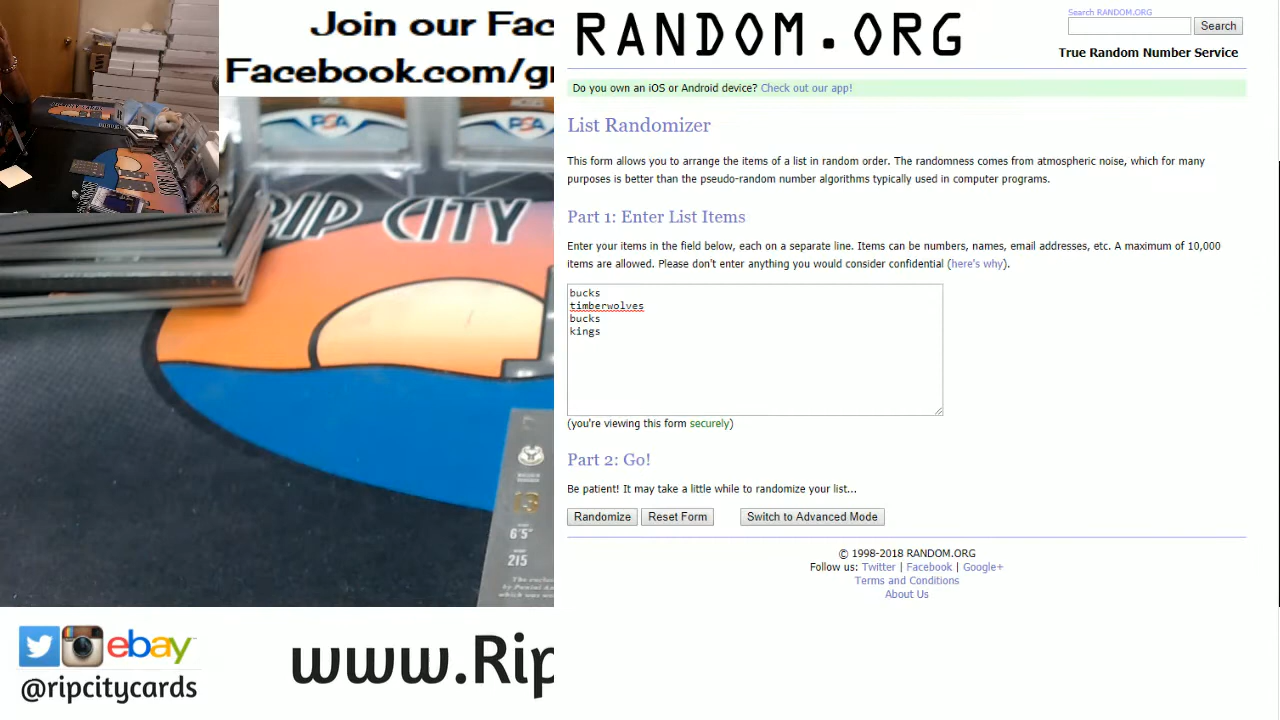 Join our Fac
Facebook.com/gr
PSA
PSA
RIP CITY
6'5"
215
@ripcitycards
ebay
www.Rip
RANDOM.ORG
Search RANDOM.ORG
Search
True Random Number Service
Do you own an iOS or Android device? Check out our app!
List Randomizer
This form allows you to arrange the items of a list in random order. The randomness comes from atmospheric noise, which for many
purposes is better than the pseudo-random number algorithms typically used in computer programs.
Part 1: Enter List Items
Enter your items in the field below, each on a separate line. Items can be numbers, names, email addresses, etc. A maximum of 10,000
items are allowed. Please don't enter anything you would consider confidential (here's why).
bucks
timberwolves
bucks
kings
(you're viewing this form securely)
Part 2: Go!
Be patient! It may take a little while to randomize your list...
Randomize Reset Form Switch to Advanced Mode
© 1998-2018 RANDOM.ORG
Follow us: Twitter | Facebook | Google+
Terms and Conditions
About Us